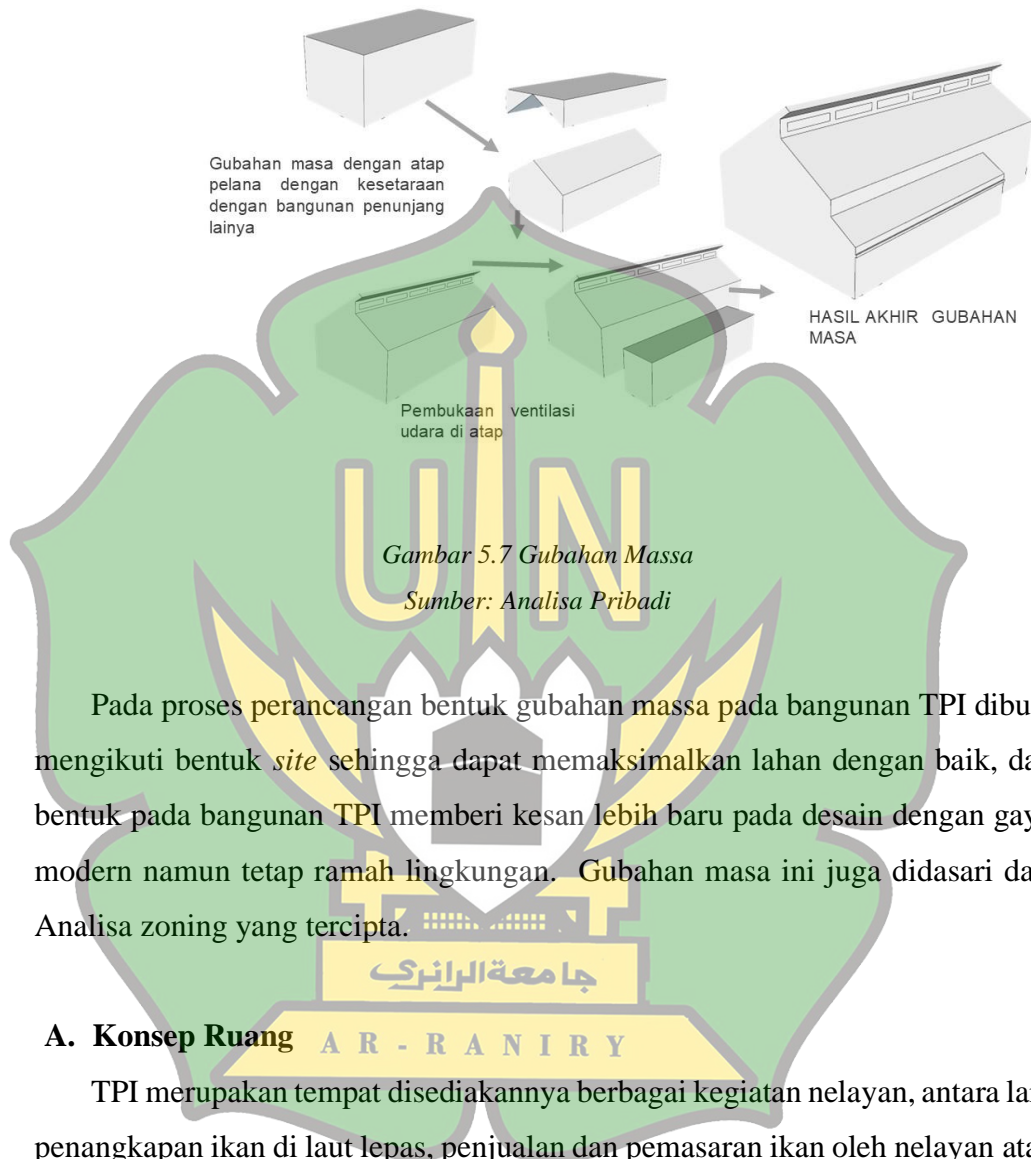 Gubahan masa dengan atap
pelana dengan kesetaraan
dengan bangunan penunjang
lainya
HASIL AKHIR GUBAHAN
MASA
Pembukaan ventilasi
udara di atap
UIN
Gambar 5.7 Gubahan Massa
Sumber: Analisa Pribadi
Pada proses perancangan bentuk gubahan massa pada bangunan TPI dibu
mengikuti bentuk site sehingga dapat memaksimalkan lahan dengan baik, da
bentuk pada bangunan TPI memberi kesan lebih baru pada desain dengan gay
modern namun tetap ramah lingkungan. Gubahan masa ini juga didasari da
Analisa zoning yang tercipta.
جامعة الرانري
A. Konsep Ruang
AR-RANIRY
TPI merupakan tempat disediakannya berbagai kegiatan nelayan, antara lai
penangkapan ikan di laut lepas, penjualan dan pemasaran ikan oleh nelayan ata